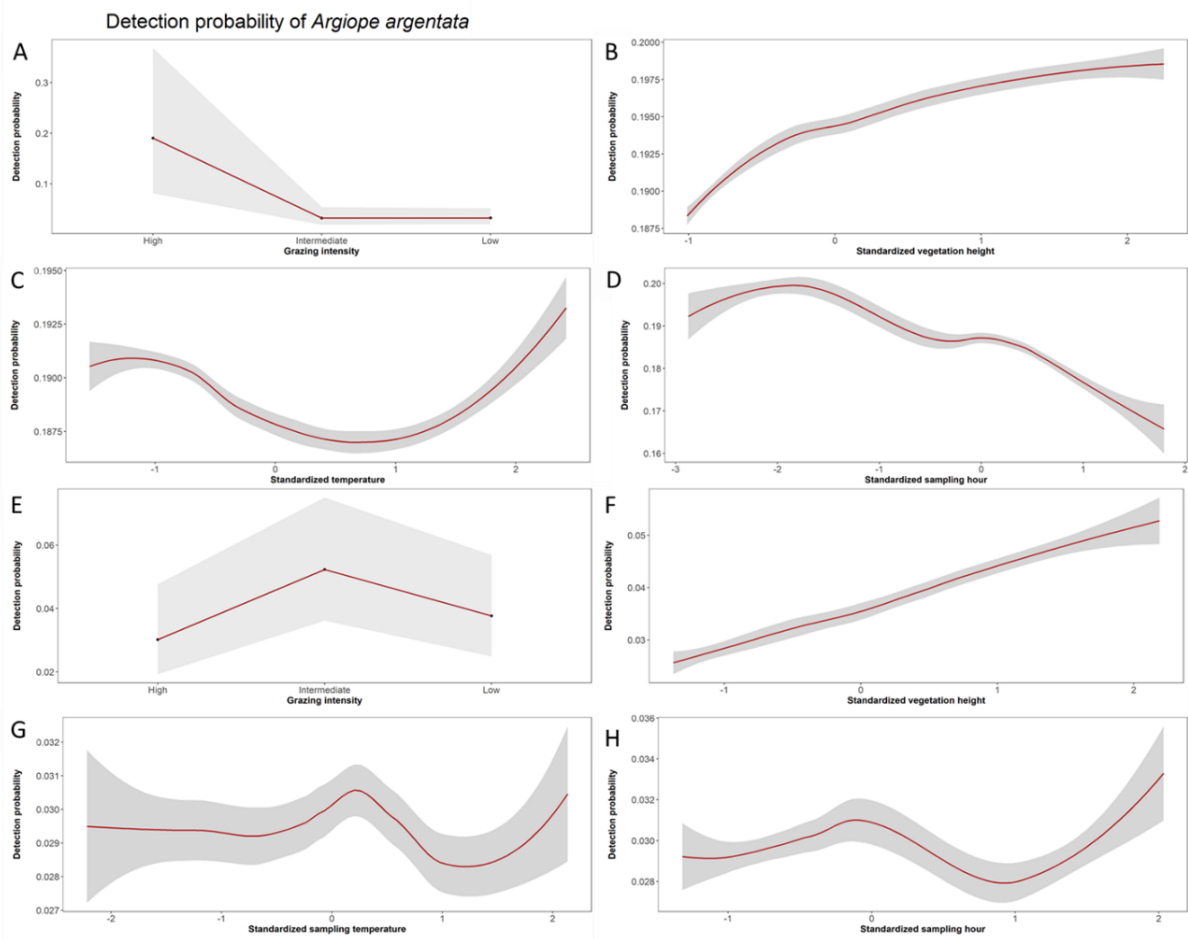 Detection probability of Argiope argentata
A
Detection probability
0.3
0.2
0.1
High Intermediate Low
Grazing intensity
B
Detection probability
0.2000
0.1975
0.1950
0.1925
0.1900
0.1875
-1 0 1 2
Standardized vegetation height
C
Detection probability
0.1950
0.1925
0.1900
0.1875
-1 0 1 2
Standardized temperature
D
Detection probability
0.20
0.19
0.18
0.17
0.16
-3 -2 -1 0 1 2
Standardized sampling hour
E
Detection probability
0.06
0.04
0.02
High Intermediate Low
Grazing intensity
F
Detection probability
0.05
0.04
0.03
-1 0 1 2
Standardized vegetation height
G
Detection probability
0.032
0.031
0.030
0.029
0.028
0.027
-2 -1 0 1 2
Standardized sampling temperature
H
Detection probability
0.036
0.034
0.032
0.030
0.028
-1 0 1 2
Standardized sampling hour